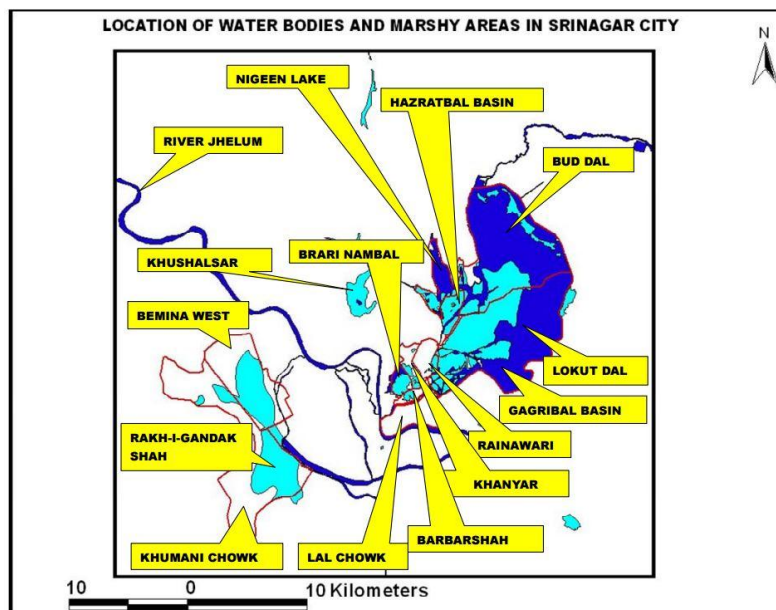 LOCATION OF WATER BODIES AND MARSHY AREAS IN SRINAGAR CITY
N
NIGEEN LAKE
HAZRATBAL BASIN
RIVER JHELUM
BUD DAL
BRARI NAMBAL
KHUSHALSAR
BEMINA WEST
LOKUT DAL
GAGRIBAL BASIN
RAKH-I-GANDAK
SHAH
RAINAWARI
KHANYAR
BARBARSHAH
KHUMANI CHOWK
LAL CHOWK
10 0 10 Kilometers